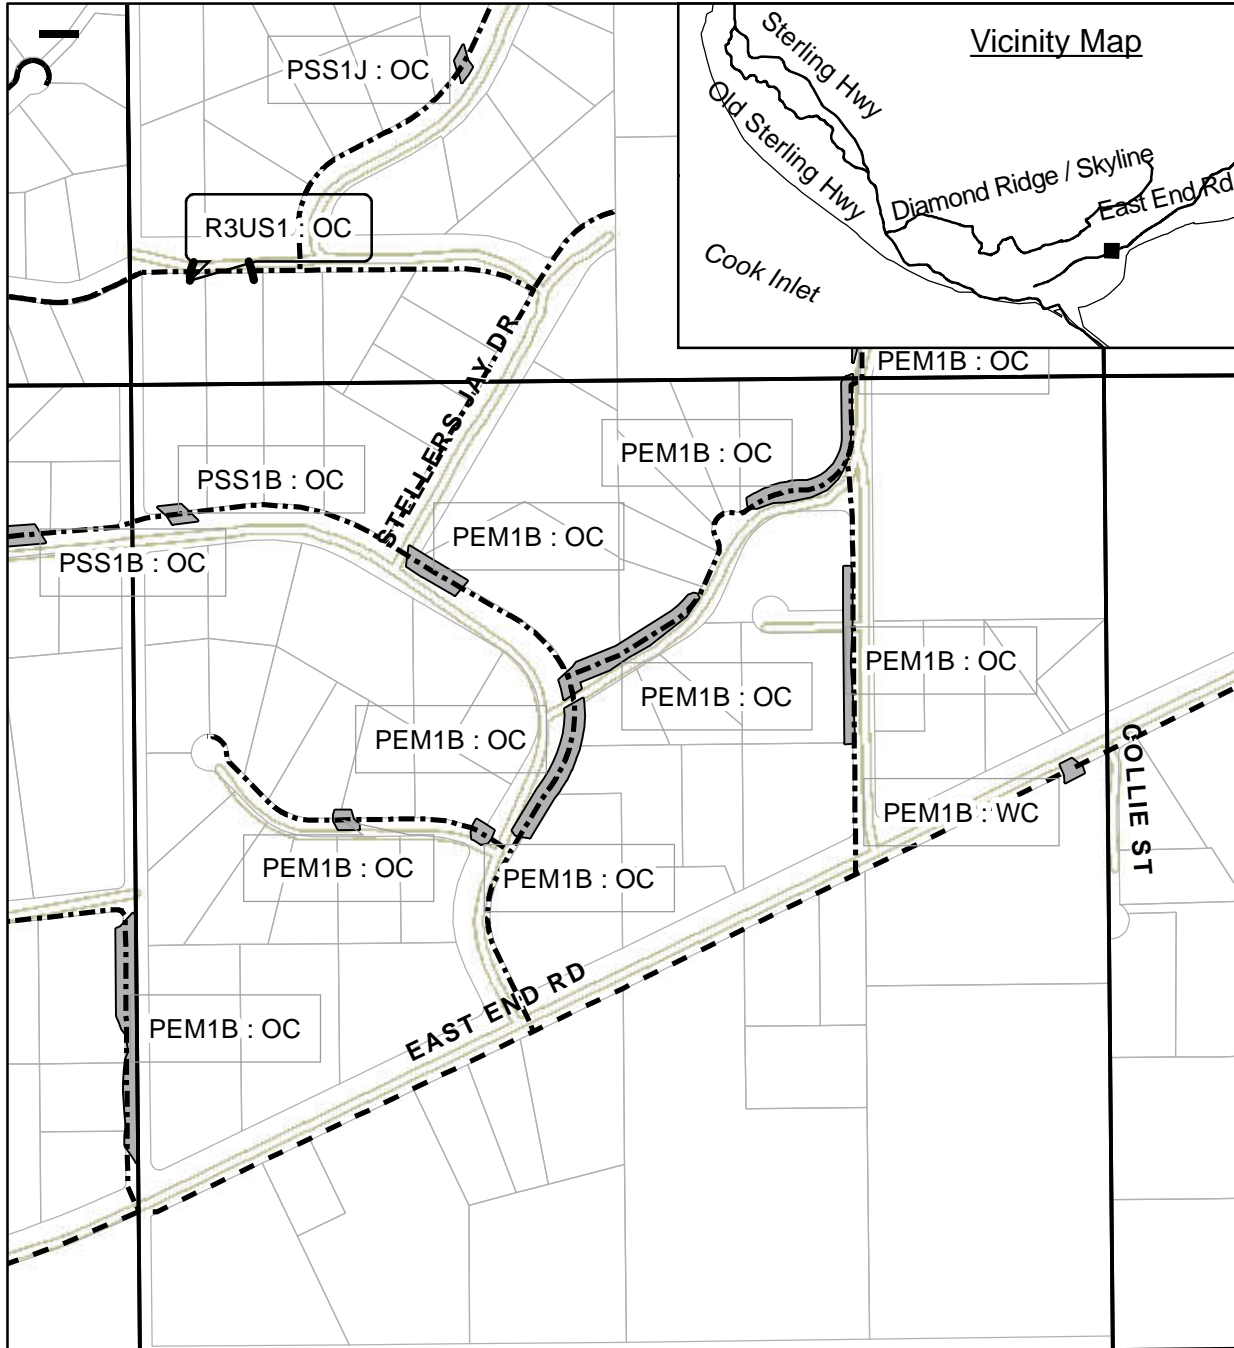 Vicinity Map
Sterling Hwy
Old Sterling Hwy
Diamond Ridge / Skyline
East End Rd
Cook Inlet
PSS1J : OC
R3US1 : OC
STELLERS JAY DR
PEM1B : OC
PEM1B : OC
PSS1B : OC
PEM1B : OC
PSS1B : OC
PEM1B : OC
PEM1B : OC
PEM1B : OC
COLLIE ST
PEM1B : WC
PEM1B : OC
PEM1B : OC
EAST END RD
PEM1B : OC